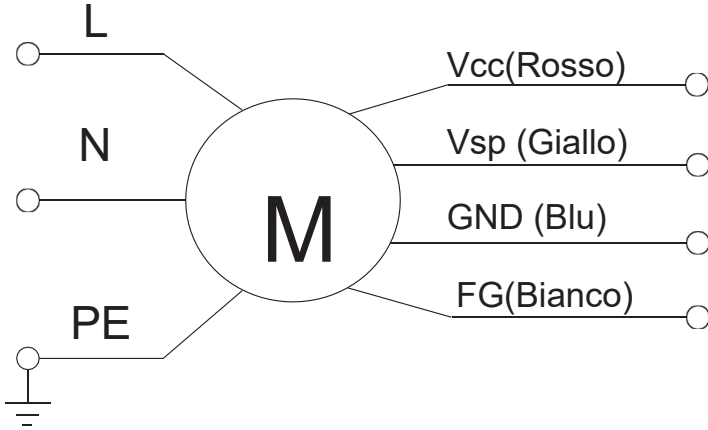 L
N
PE
M
Vcc(Rosso)
Vsp (Giallo)
GND (Blu)
FG(Bianco)